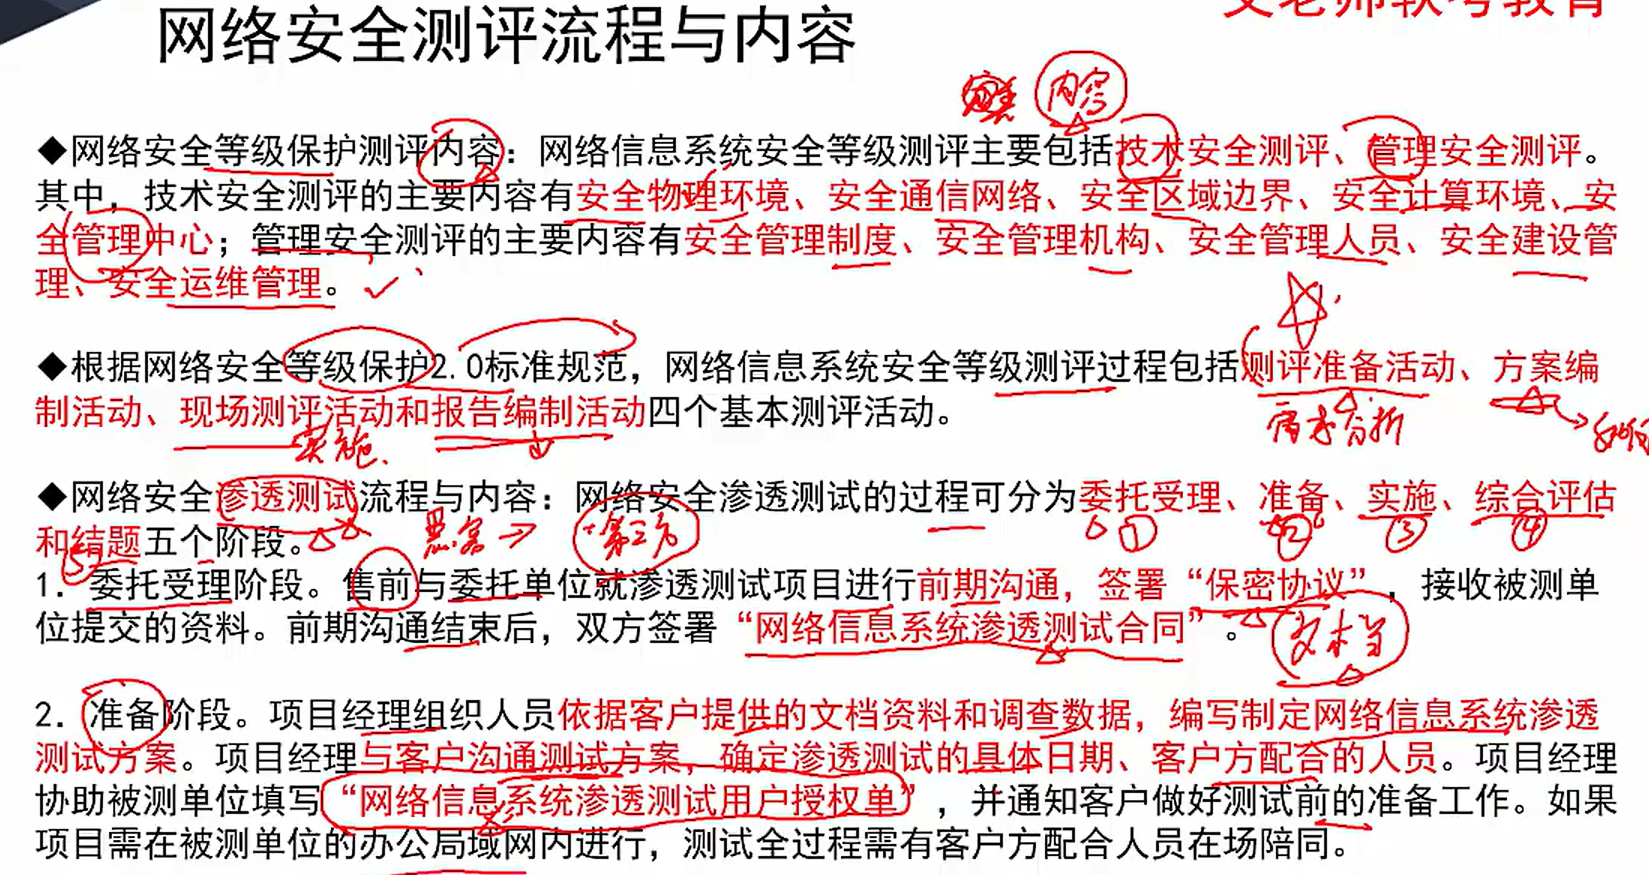 艾老师软考教育
网络安全测评流程与内容
内容
◆网络安全等级保护测评内容：网络信息系统安全等级测评主要包括技术安全测评、管理安全测评。
其中，技术安全测评的主要内容有安全物理环境、安全通信网络、安全区域边界、安全计算环境、安
全管理中心；管理安全测评的主要内容有安全管理制度、安全管理机构、安全管理人员、安全建设管
理、安全运维管理。
◆根据网络安全等级保护2.0标准规范，网络信息系统安全等级测评过程包括测评准备活动、方案编
制活动、现场测评活动和报告编制活动四个基本测评活动。
实施 需求分析
◆网络安全渗透测试流程与内容：网络安全渗透测试的过程可分为委托受理、准备、实施、综合评估
和结题五个阶段。
第三方 ① ② ③ ④
⑤
1. 委托受理阶段。售前与委托单位就渗透测试项目进行前期沟通，签署“保密协议”，接收被测单
位提交的资料。前期沟通结束后，双方签署“网络信息系统渗透测试合同”。
2. 准备阶段。项目经理组织人员依据客户提供的文档资料和调查数据，编写制定网络信息系统渗透
测试方案。项目经理与客户沟通测试方案，确定渗透测试的具体日期、客户方配合的人员。项目经理
协助被测单位填写“网络信息系统渗透测试用户授权单”，并通知客户做好测试前的准备工作。如果
项目需在被测单位的办公局域网内进行，测试全过程需有客户方配合人员在场陪同。